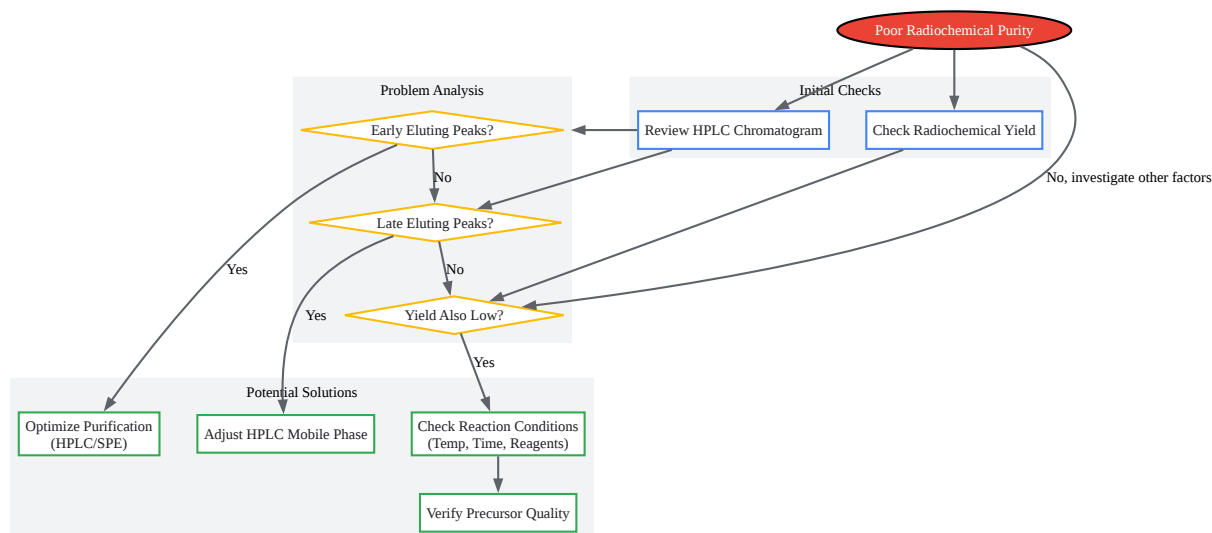 Poor Radiochemical Purity
Problem Analysis
Initial Checks
Early Eluting Peaks?
Review HPLC Chromatogram
Check Radiochemical Yield
No
No, investigate other factors
Late Eluting Peaks?
Yes
No
Yes
Yield Also Low?
Yes
Potential Solutions
Optimize Purification
(HPLC/SPE)
Adjust HPLC Mobile Phase
Check Reaction Conditions
(Temp, Time, Reagents)
Verify Precursor Quality